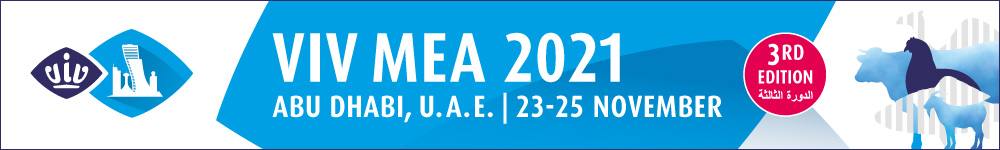 viv
VIV MEA 2021
ABU DHABI, U.A.E. | 23-25 NOVEMBER
3RD
EDITION
الدورة الثالثة